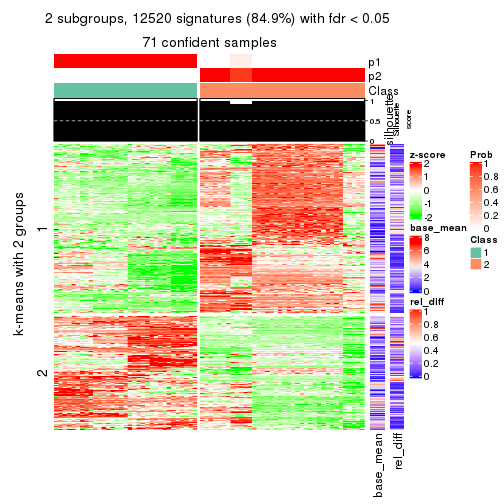 2 subgroups, 12520 signatures (84.9%) with fdr < 0.05
71 confident samples
p1
p2
Class
1
0.5
0
silhouette
Silhouette
score
k-means with 2 groups
1
2
base_mean
rel_diff
z-score
2
1
0
-1
-2
base_mean
8
6
4
2
0
rel_diff
1
0.8
0.6
0.4
0.2
0
Prob
1
0.8
0.6
0.4
0.2
0
Class
1
2